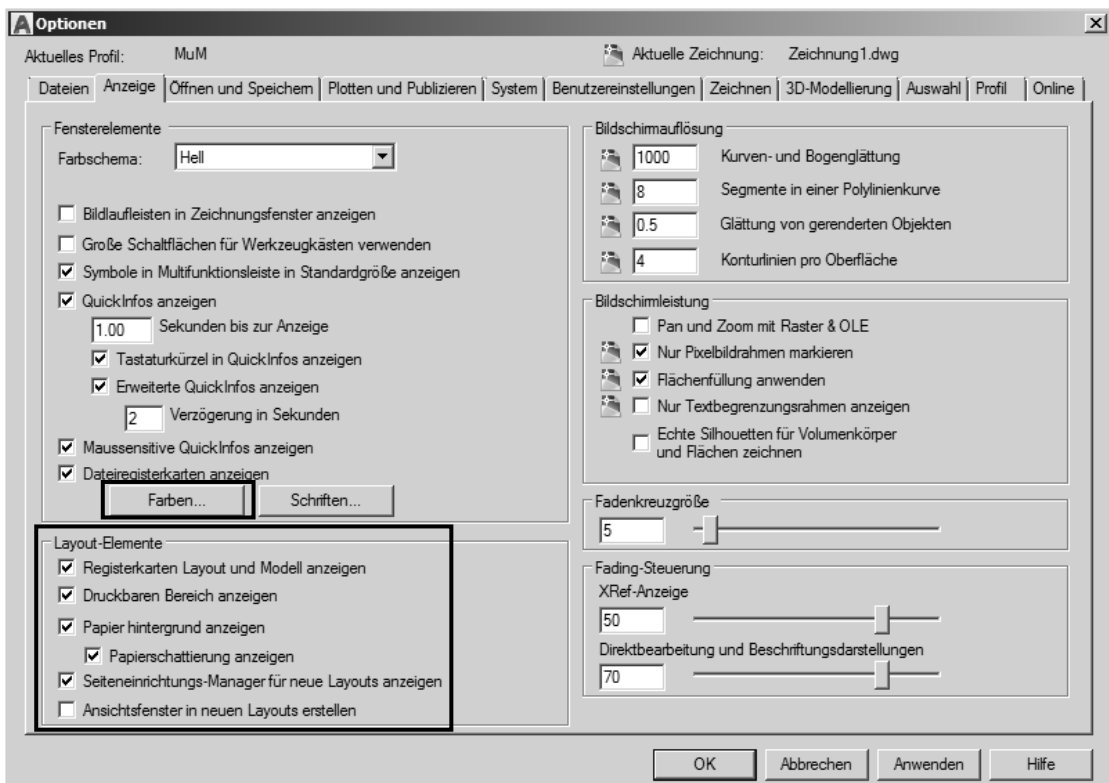 Optionen
Aktuelles Profil: MuM Aktuelle Zeichnung: Zeichnung1.dwg
Dateien Anzeige Öffnen und Speichern Plotten und Publizieren System Benutzereinstellungen Zeichnen 3D-Modellierung Auswahl Profil Online
Fensterelemente
Farbschema: Hell
Bildlaufleisten in Zeichnungsfenster anzeigen
Große Schaltflächen für Werkzeugkästen verwenden
Symbole in Multifunktionsleiste in Standardgröße anzeigen
QuickInfos anzeigen
1.00 Sekunden bis zur Anzeige
Tastaturkürzel in QuickInfos anzeigen
Erweiterte QuickInfos anzeigen
2 Verzögerung in Sekunden
Maussensitive QuickInfos anzeigen
Dateiregisterkarten anzeigen
Farben... Schriften...
Layout-Elemente
Registerkarten Layout und Modell anzeigen
Druckbaren Bereich anzeigen
Papier hintergrund anzeigen
Papierschattierung anzeigen
Seiteneinrichtungs-Manager für neue Layouts anzeigen
Ansichtsfenster in neuen Layouts erstellen
Bildschirmauflösung
1000 Kurven- und Bogenglättung
8 Segmente in einer Polylinienkurve
0.5 Glättung von gerenderten Objekten
4 Konturlinien pro Oberfläche
Bildschirmleistung
Pan und Zoom mit Raster & OLE
Nur Pixelbildrahmen markieren
Flächenfüllung anwenden
Nur Textbegrenzungsrahmen anzeigen
Echte Silhouetten für Volumenkörper
und Flächen zeichnen
Fadenkreuzgröße
5
Fading-Steuerung
XRef-Anzeige
50
Direktbearbeitung und Beschriftungsdarstellungen
70
OK Abbrechen Anwenden Hilfe